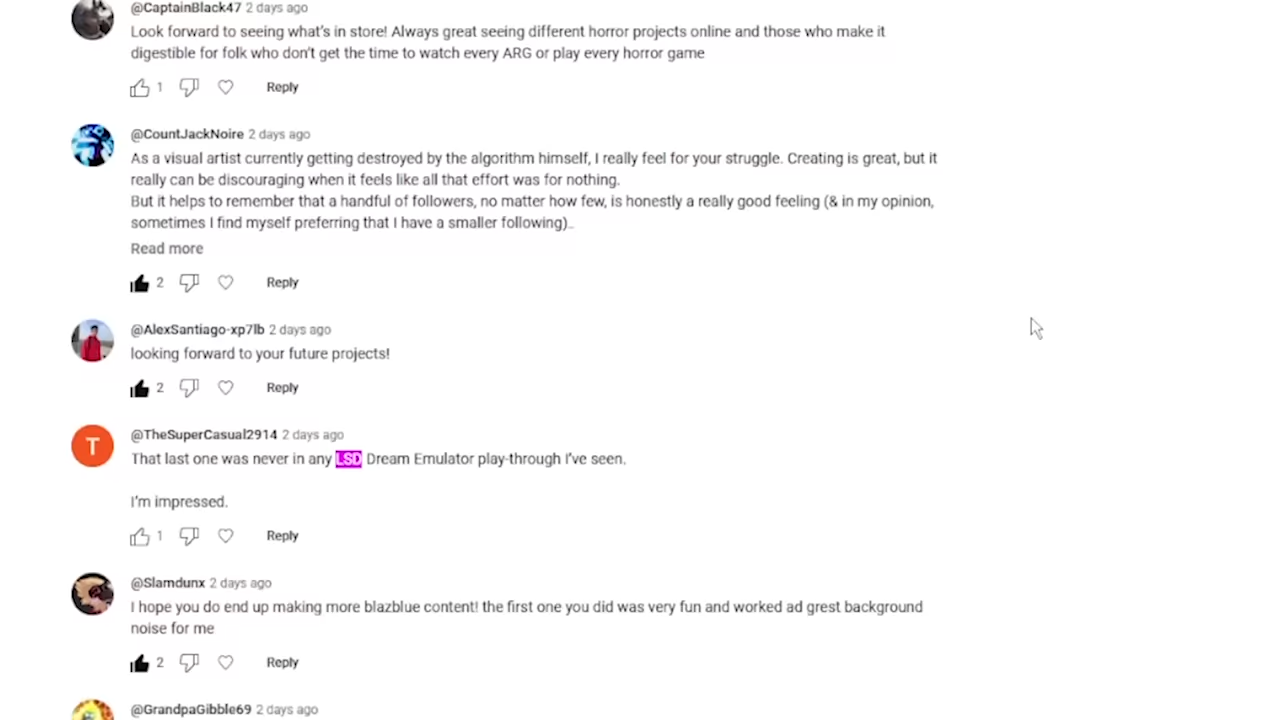 @CaptainBlack47 2 days ago
Look forward to seeing what's in store! Always great seeing different horror projects online and those who make it
digestible for folk who don't get the time to watch every ARG or play every horror game
1 Reply
@CountJackNoire 2 days ago
As a visual artist currently getting destroyed by the algorithm himself, I really feel for your struggle. Creating is great, but it
really can be discouraging when it feels like all that effort was for nothing.
But it helps to remember that a handful of followers, no matter how few, is honestly a really good feeling (& in my opinion,
sometimes I find myself preferring that I have a smaller following)...
Read more
2 Reply
@AlexSantiago-xp7lb 2 days ago
looking forward to your future projects!
2 Reply
T
@TheSuperCasual2914 2 days ago
That last one was never in any LSD Dream Emulator play-through I've seen.
I'm impressed.
1 Reply
@Slamdunx 2 days ago
I hope you do end up making more blazblue content! the first one you did was very fun and worked ad grest background
noise for me
2 Reply
@GrandpaGibble69 2 days ago